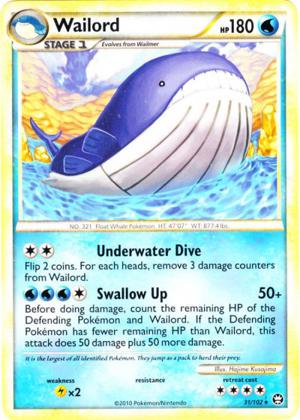 Wailord
HP180
STAGE 1
Evolves from Wailmer
NO. 321 Float Whale Pokémon HT: 47'07" WT: 877.4 lbs.
Underwater Dive
Flip 2 coins. For each heads, remove 3 damage counters
from Wailord.
Swallow Up 50+
Before doing damage, count the remaining HP of the
Defending Pokémon and Wailord. If the Defending
Pokémon has fewer remaining HP than Wailord, this
attack does 50 damage plus 50 more damage.
It is the largest of all identified Pokémon. They jump as a pack to herd their prey.
Illus. Hajime Kusajima
weakness resistance retreat cost
×2
31/102
©2010 Pokémon/Nintendo